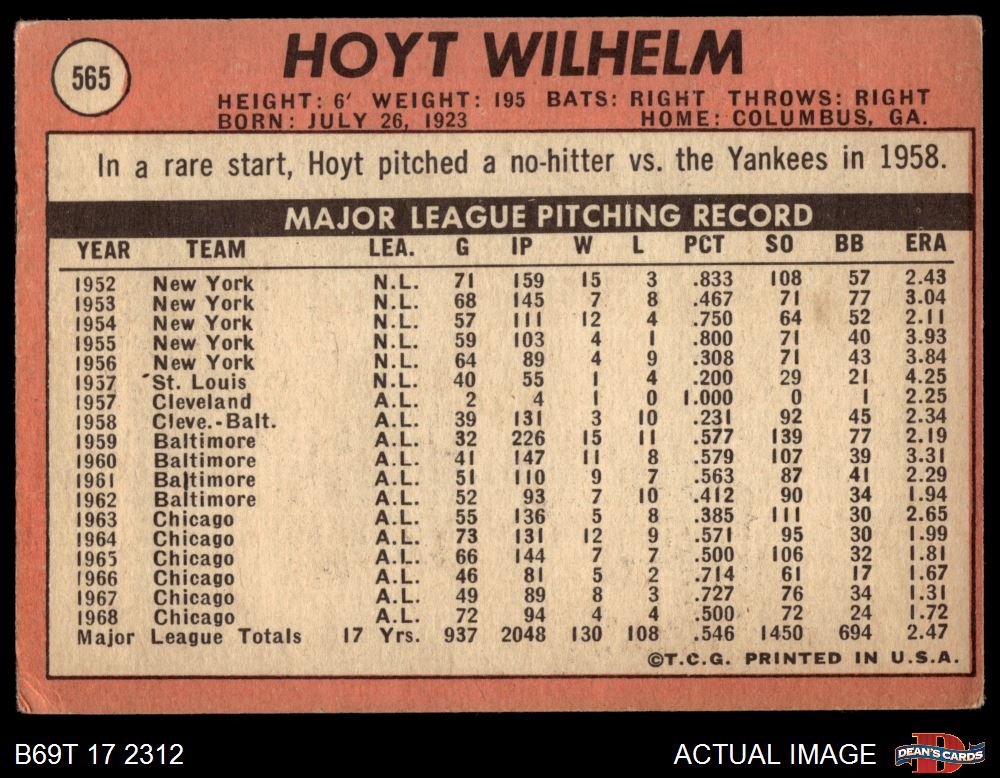 565
HOYT WILHELM
HEIGHT: 6' WEIGHT: 195 BATS: RIGHT THROWS: RIGHT
BORN: JULY 26, 1923 HOME: COLUMBUS, GA.
In a rare start, Hoyt pitched a no-hitter vs. the Yankees in 1958.
MAJOR LEAGUE PITCHING RECORD
YEAR TEAM LEA. G IP W L PCT SO BB ERA
1952 New York N.L. 71 159 15 3 .833 108 57 2.43
1953 New York N.L. 68 145 7 8 .467 71 77 3.04
1954 New York N.L. 57 111 12 4 .750 64 52 2.11
1955 New York N.L. 59 103 4 1 .800 71 40 3.93
1956 New York N.L. 64 89 4 9 .308 71 43 3.84
1957 St. Louis N.L. 40 55 1 4 .200 29 21 4.25
1957 Cleveland A.L. 2 4 1 0 1.000 0 1 2.25
1958 Cleve.-Balt. A.L. 39 131 3 10 .231 92 45 2.34
1959 Baltimore A.L. 32 226 15 11 .577 139 77 2.19
1960 Baltimore A.L. 41 147 11 8 .579 107 39 3.31
1961 Baltimore A.L. 51 110 9 7 .563 87 41 2.29
1962 Baltimore A.L. 52 93 7 10 .412 90 34 1.94
1963 Chicago A.L. 55 136 5 8 .385 111 30 2.65
1964 Chicago A.L. 73 131 12 9 .571 95 30 1.99
1965 Chicago A.L. 66 144 7 7 .500 106 32 1.81
1966 Chicago A.L. 46 81 5 2 .714 61 17 1.67
1967 Chicago A.L. 49 89 8 3 .727 76 34 1.31
1968 Chicago A.L. 72 94 4 4 .500 72 24 1.72
Major League Totals 17 Yrs. 937 2048 130 108 .546 1450 694 2.47
©T.C.G. PRINTED IN U.S.A.
B69T 17 2312 ACTUAL IMAGE DEAN'S CARDS